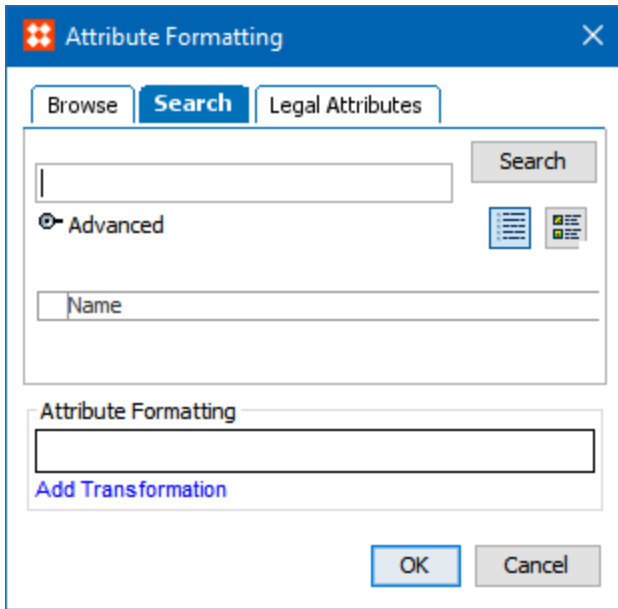 Attribute Formatting
Browse Search Legal Attributes
Search
Advanced
Name
Attribute Formatting
Add Transformation
OK Cancel